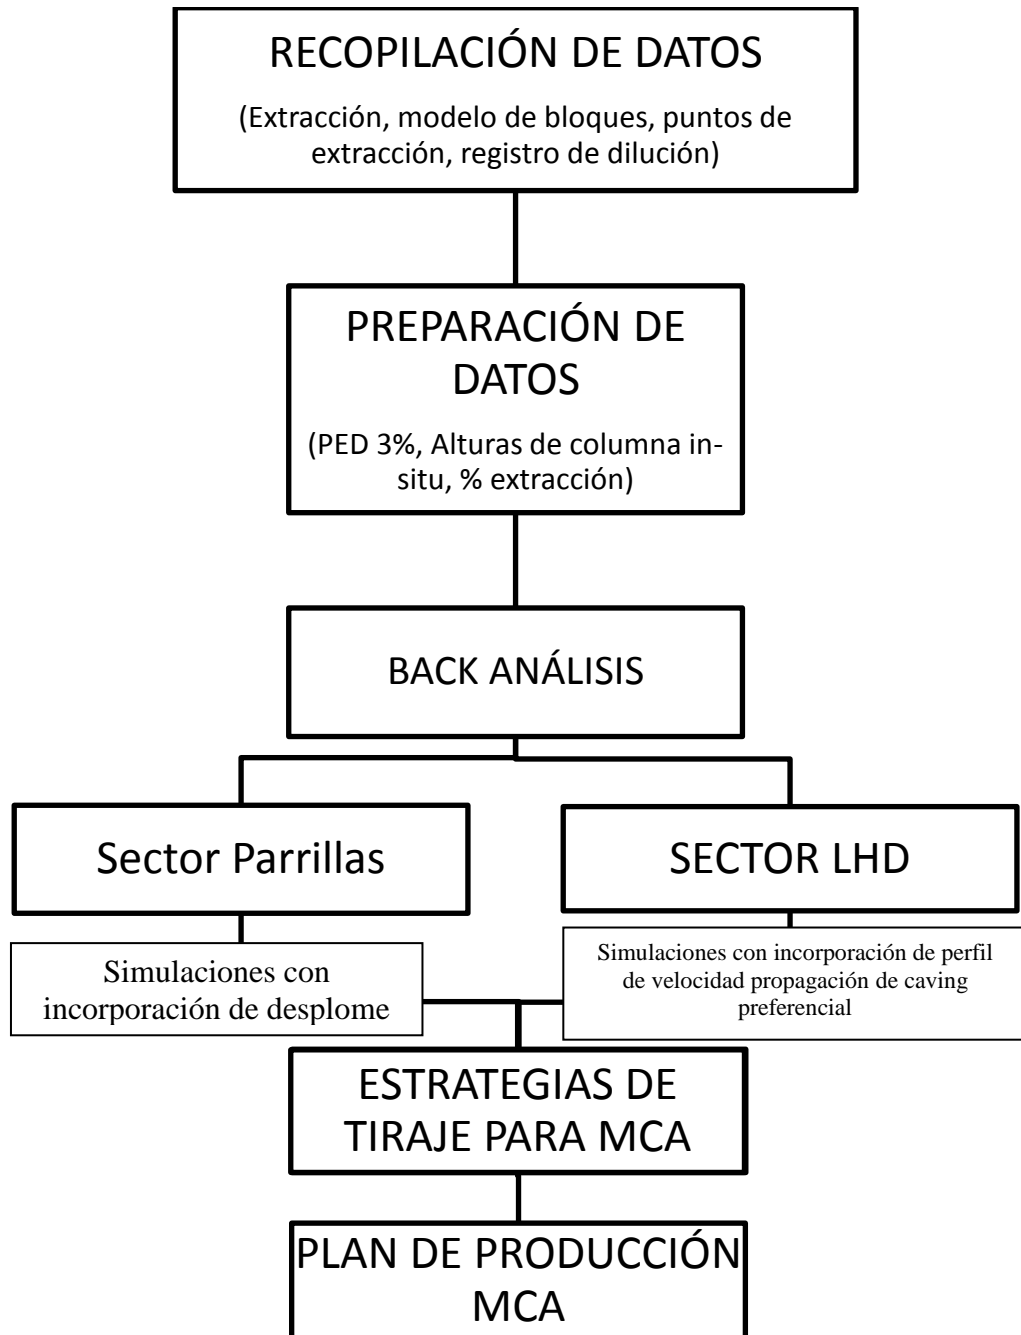 RECOPILACIÓN DE DATOS
(Extracción, modelo de bloques, puntos de
extracción, registro de dilución)
PREPARACIÓN DE
DATOS
(PED 3%, Alturas de columna in-
situ, % extracción)
BACK ANÁLISIS
Sector Parrillas
SECTOR LHD
Simulaciones con
incorporación de desplome
Simulaciones con incorporación de perfil
de velocidad propagación de caving
preferencial
ESTRATEGIAS DE
TIRAJE PARA MCA
PLAN DE PRODUCCIÓN
MCA